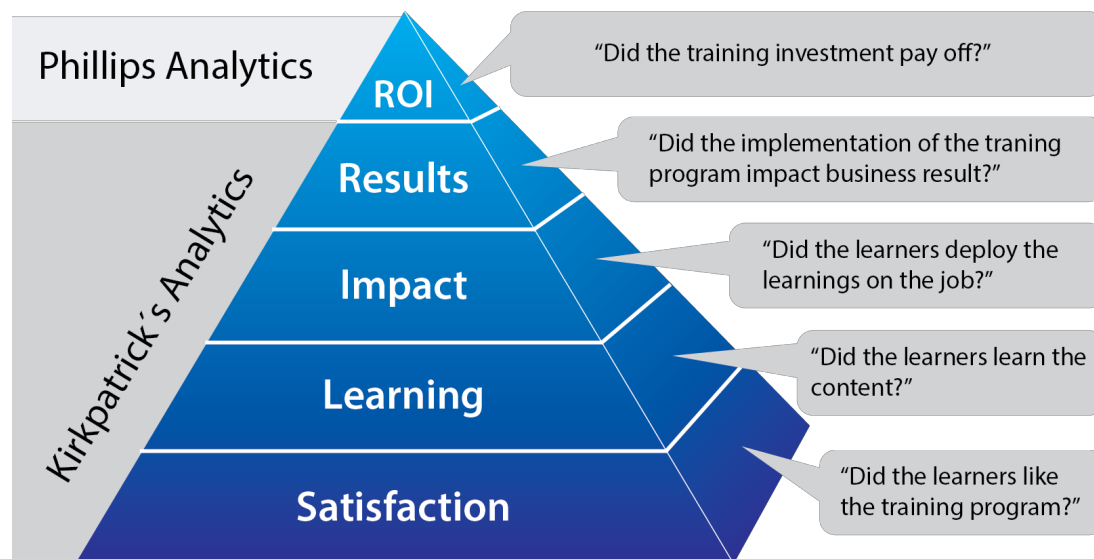 Phillips Analytics
ROI
“Did the training investment pay off?”
Kirkpatrick´s Analytics
Results
“Did the implementation of the traning
program impact business result?”
Impact
“Did the learners deploy the
learnings on the job?”
Learning
“Did the learners learn the
content?”
Satisfaction
“Did the learners like
the training program?”